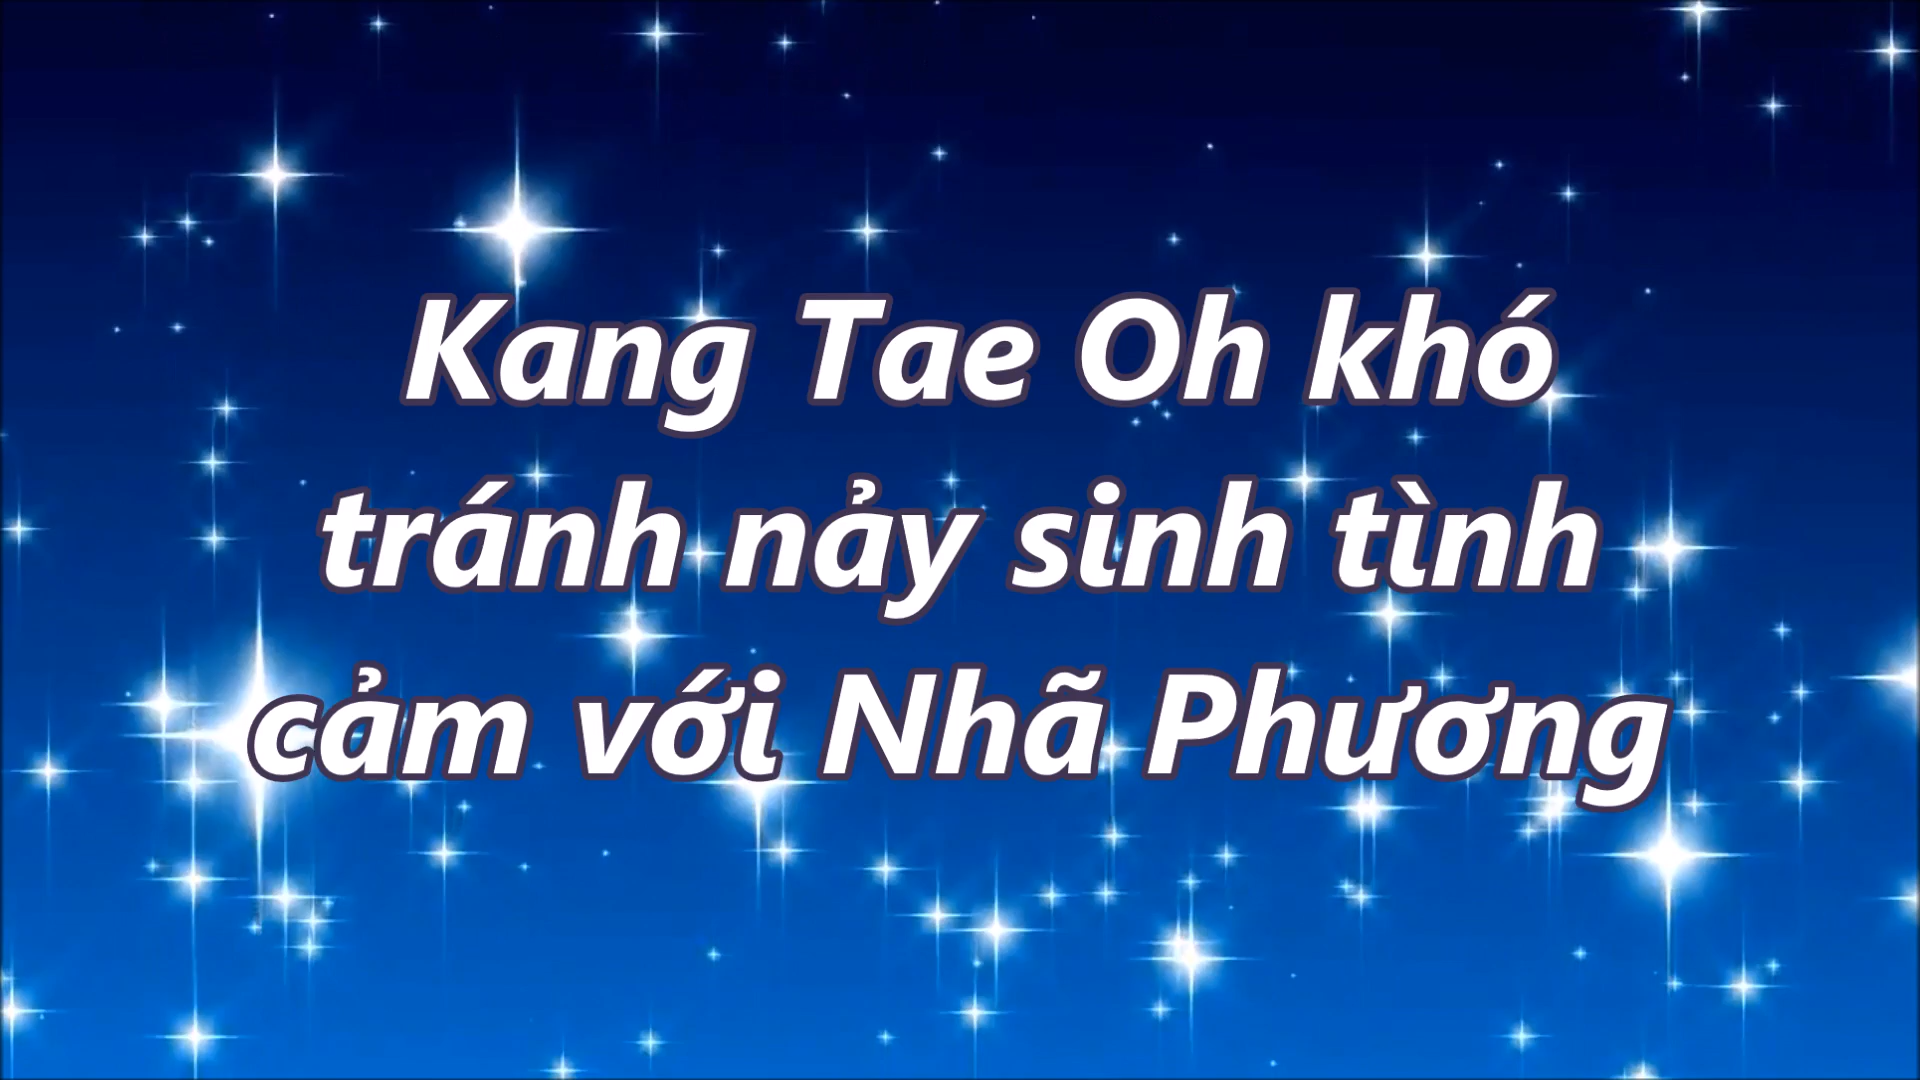 Kang Tae Oh khó
tránh nảy sinh tình
cảm với Nhã Phương